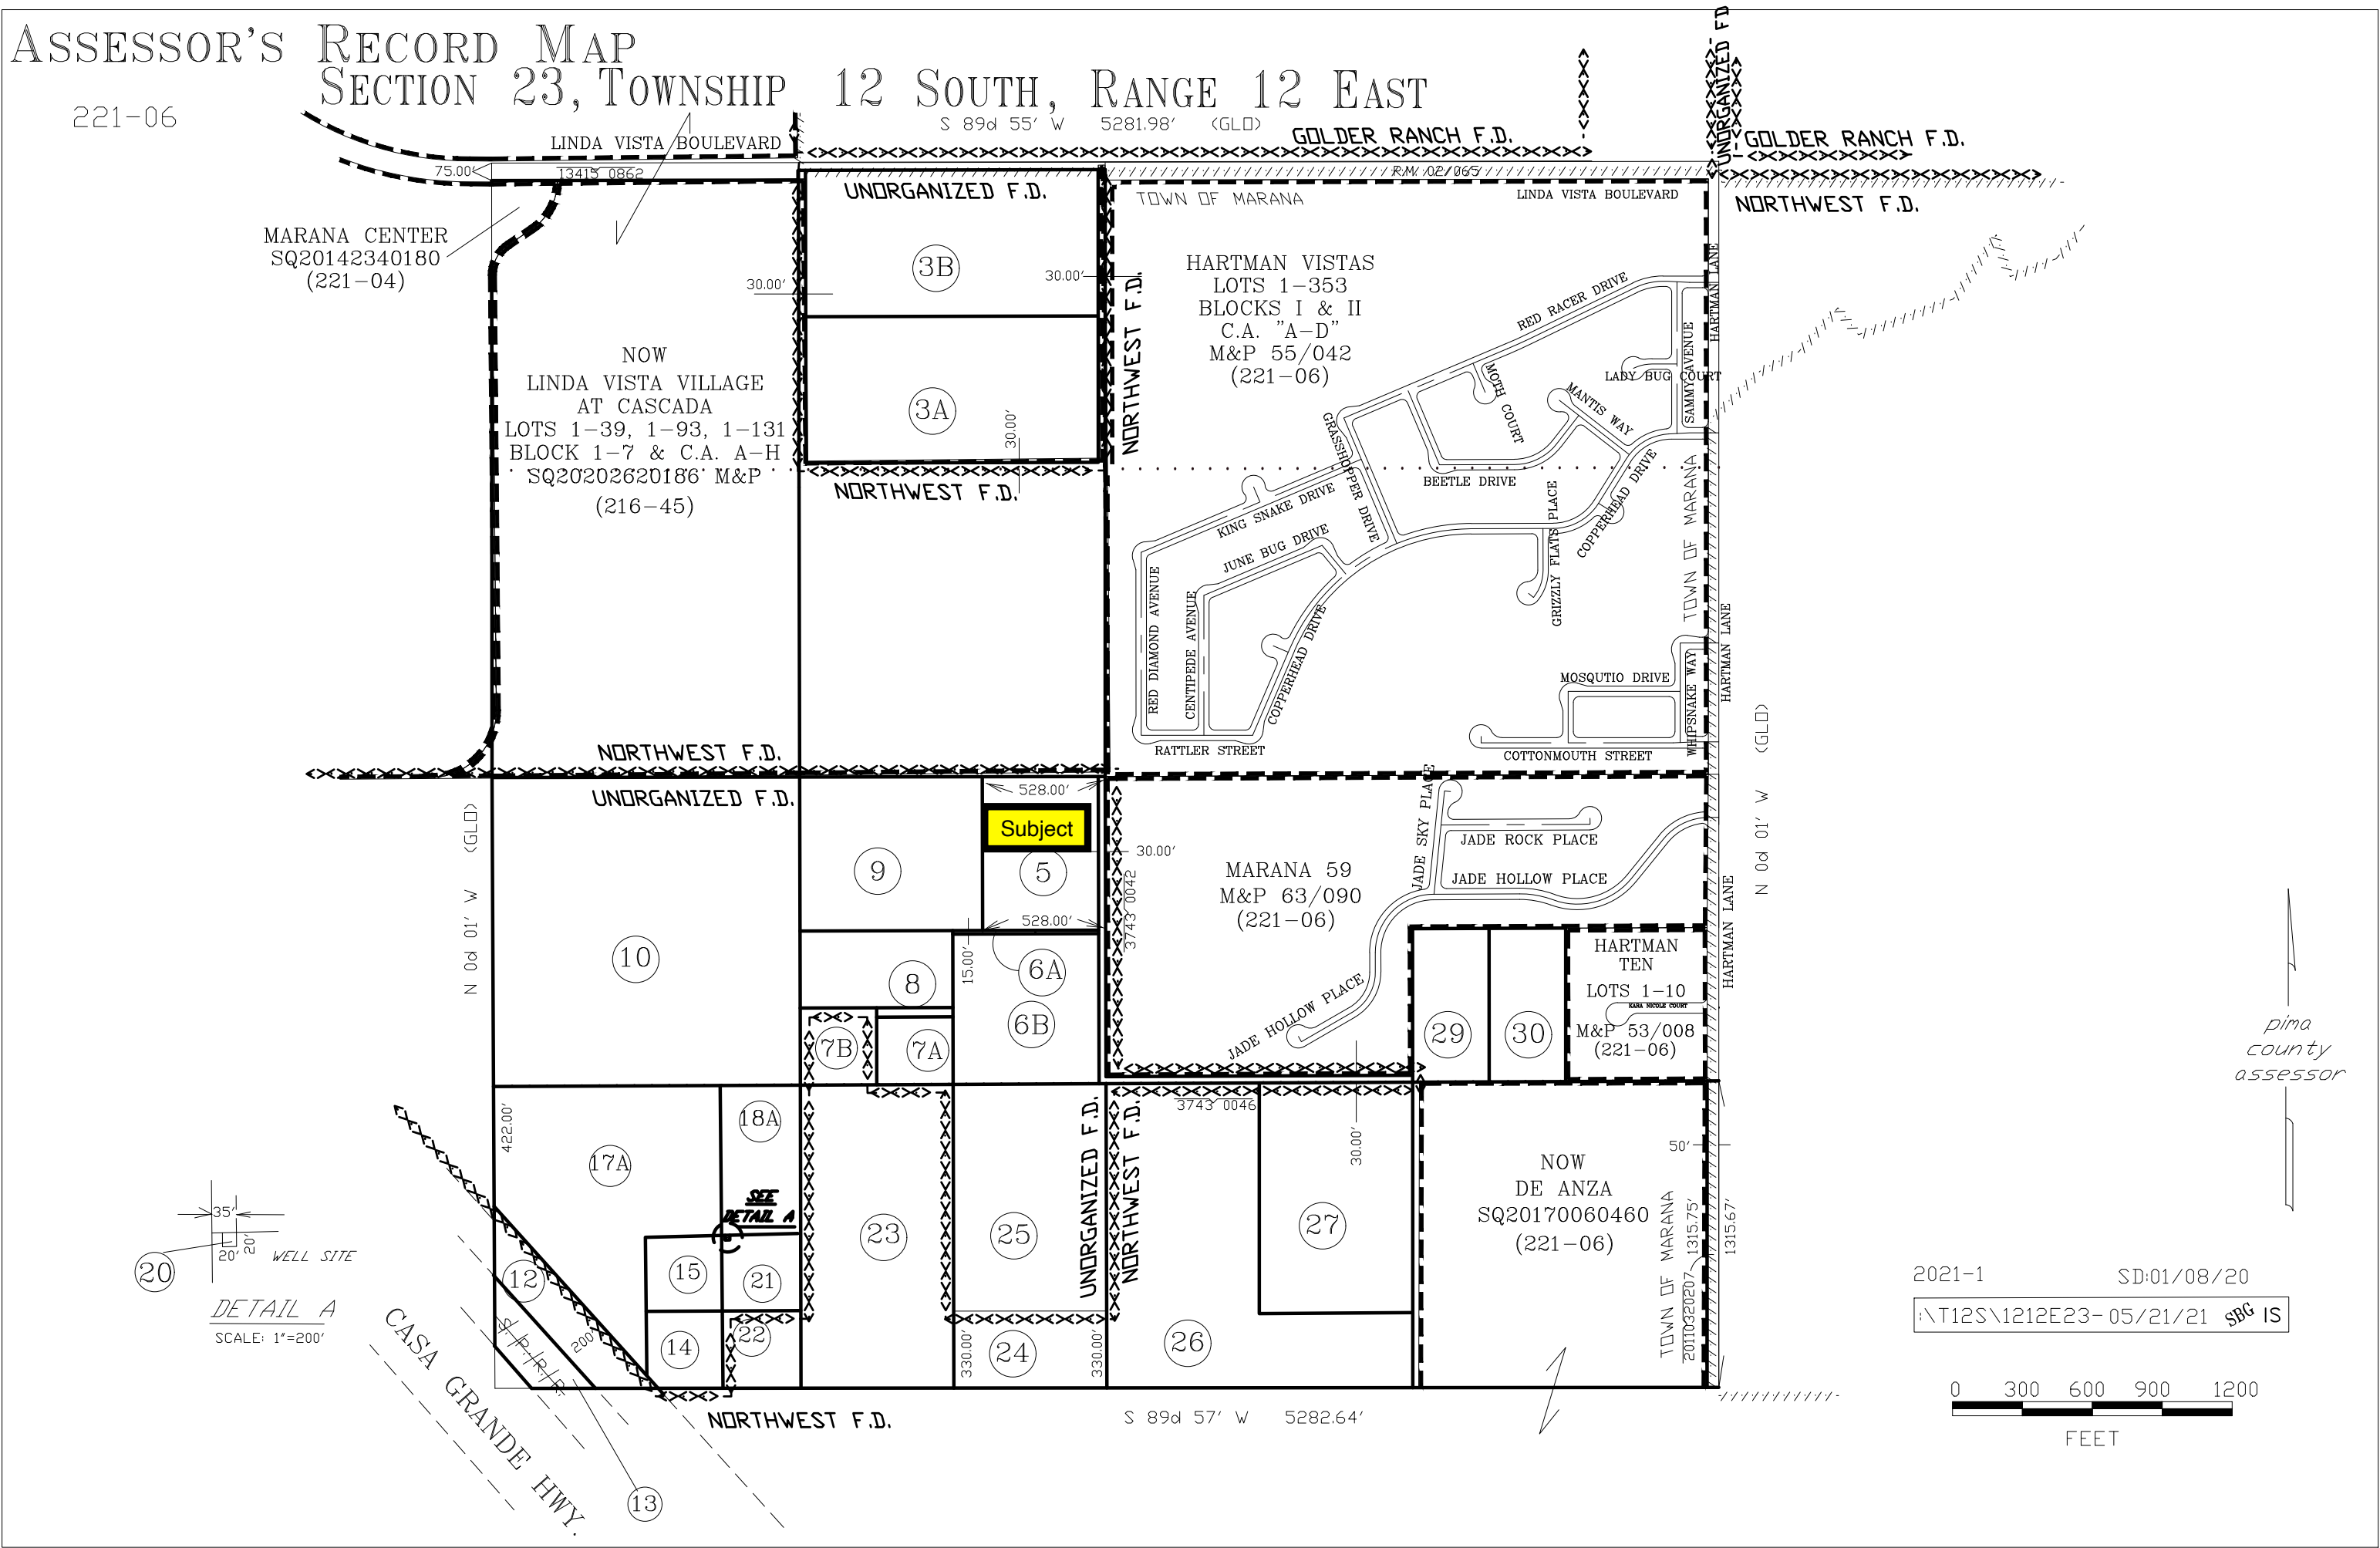 ASSESSOR'S RECORD MAP
SECTION 23, TOWNSHIP 12 SOUTH, RANGE 12 EAST
221-06
S 89d 55' W 5281.98' (GLO)
LINDA VISTA BOULEVARD
GOLDER RANCH F.D.
UNORGANIZED FD
GOLDER RANCH F.D.
75.00'
13415 0862
R.M. 02/065
UNORGANIZED F.D.
TOWN OF MARANA
LINDA VISTA BOULEVARD
NORTHWEST F.D.
MARANA CENTER
SQ20142340180
(221-04)
30.00'
3B
30.00'
3A
30.00'
NORTHWEST F.D.
NORTHWEST F.D.
NOW
LINDA VISTA VILLAGE
AT CASCADA
LOTS 1-39, 1-93, 1-131
BLOCK 1-7 & C.A. A-H
SQ20202620186 M&P
(216-45)
HARTMAN VISTAS
LOTS 1-353
BLOCKS I & II
C.A. "A-D"
M&P 55/042
(221-06)
RED RACER DRIVE
HARTMAN LANE
SAMMY AVENUE
LADY BUG COURT
MOTH COURT
MANTIS WAY
GRASSHOPPER DRIVE
BEETLE DRIVE
COPPERHEAD DRIVE
KING SNAKE DRIVE
JUNE BUG DRIVE
GRIZZLY FLATS PLACE
TOWN OF MARANA
RED DIAMOND AVENUE
CENTIPEDE AVENUE
COPPERHEAD DRIVE
HARTMAN LANE
MOSQUTIO DRIVE
WHIPSNAKE WAY
RATTLER STREET
COTTONMOUTH STREET
N 0d 01' W (GLO)
NORTHWEST F.D.
UNORGANIZED F.D.
N 0d 01' W (GLO)
528.00'
Subject
30.00'
9
5
528.00'
3743 0042
MARANA 59
M&P 63/090
(221-06)
JADE SKY PLACE
JADE ROCK PLACE
JADE HOLLOW PLACE
JADE HOLLOW PLACE
HARTMAN LANE
10
8
15.00'
6A
6B
7B
7A
29
30
HARTMAN
TEN
LOTS 1-10
KARA NICOLE COURT
M&P 53/008
(221-06)
pima
county
assessor
422.00'
17A
18A
SEE
DETAIL A
23
25
UNORGANIZED F.D.
NORTHWEST F.D.
3743 0046
30.00'
27
50'
NOW
DE ANZA
SQ20170060460
(221-06)
TOWN OF MARANA
20110320207
1315.75'
1315.67'
12
15
21
14
22
330.00'
24
330.00'
26
35'
20'
20'
WELL SITE
20
DETAIL A
SCALE: 1"=200'
S. P. R. R.
200'
CASA GRANDE HWY.
13
NORTHWEST F.D.
S 89d 57' W 5282.64'
2021-1 SD:01/08/20
:\T12S\1212E23- 05/21/21 SBG IS
0 300 600 900 1200
FEET